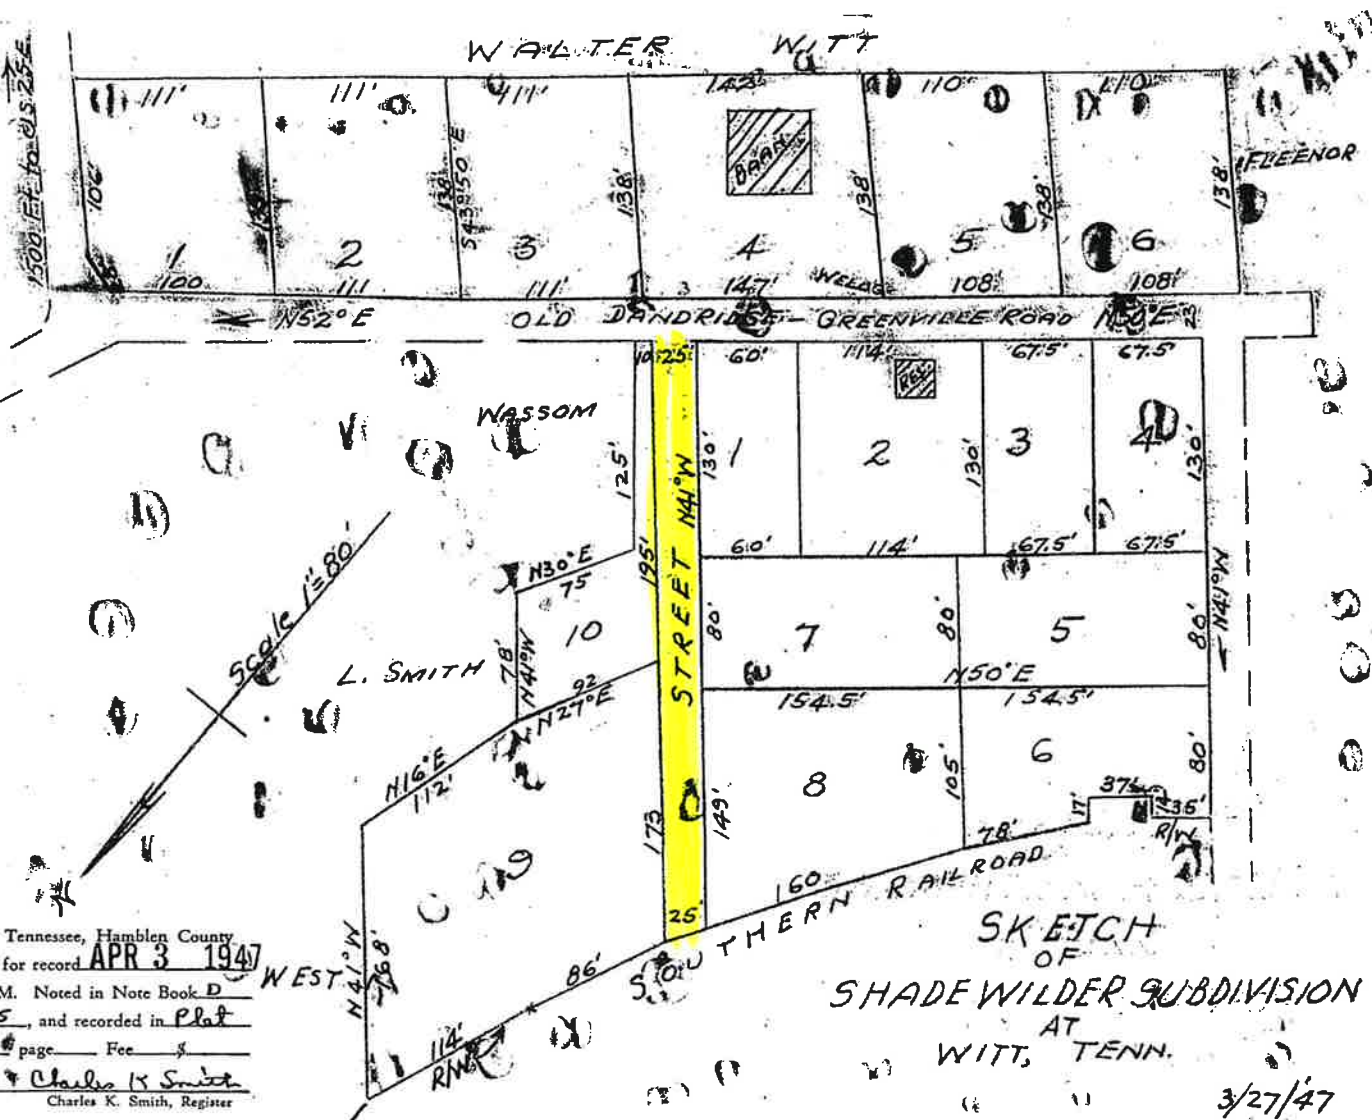 WALTER WITT
1500 FT to U.S. 25E
111' 111' 111' 142' 110' 110'
106' 138' 138' 138' 138' 138' 138'
S43°50'E
BARN
FLEENOR
1 2 3 4 5 6
100 111' 111' 147' 108' 108'
N52°E OLD DANDRIDGE - GREENVILLE ROAD N50°E 23
10 25' 60' 114' 67.5' 67.5'
RES.
WASSOM
125' 195' STREET N41°W 130' 130' 130'
1 2 3 4
60' 114' 67.5' 67.5'
N30°E
75
10
78' N41°W
92
N27°E
L. SMITH
Scale 1"=80'
80' 7 80' 5 80' N41°W
N50°E
154.5' 154.5'
N16°E
112'
173 149' 8 105' 6 80'
37' 17' 35'
R/W
78'
9
25'
160
SOUTHERN RAILROAD
N41°W
WEST
86'
114'
R/W
N
Tennessee, Hamblen County
for record APR 3 1947
M. Noted in Note Book D
, and recorded in Plat
page Fee $
Charles K Smith
Charles K. Smith, Register
SKETCH
OF
SHADE WILDER SUBDIVISION
AT
WITT, TENN.
3/27/47